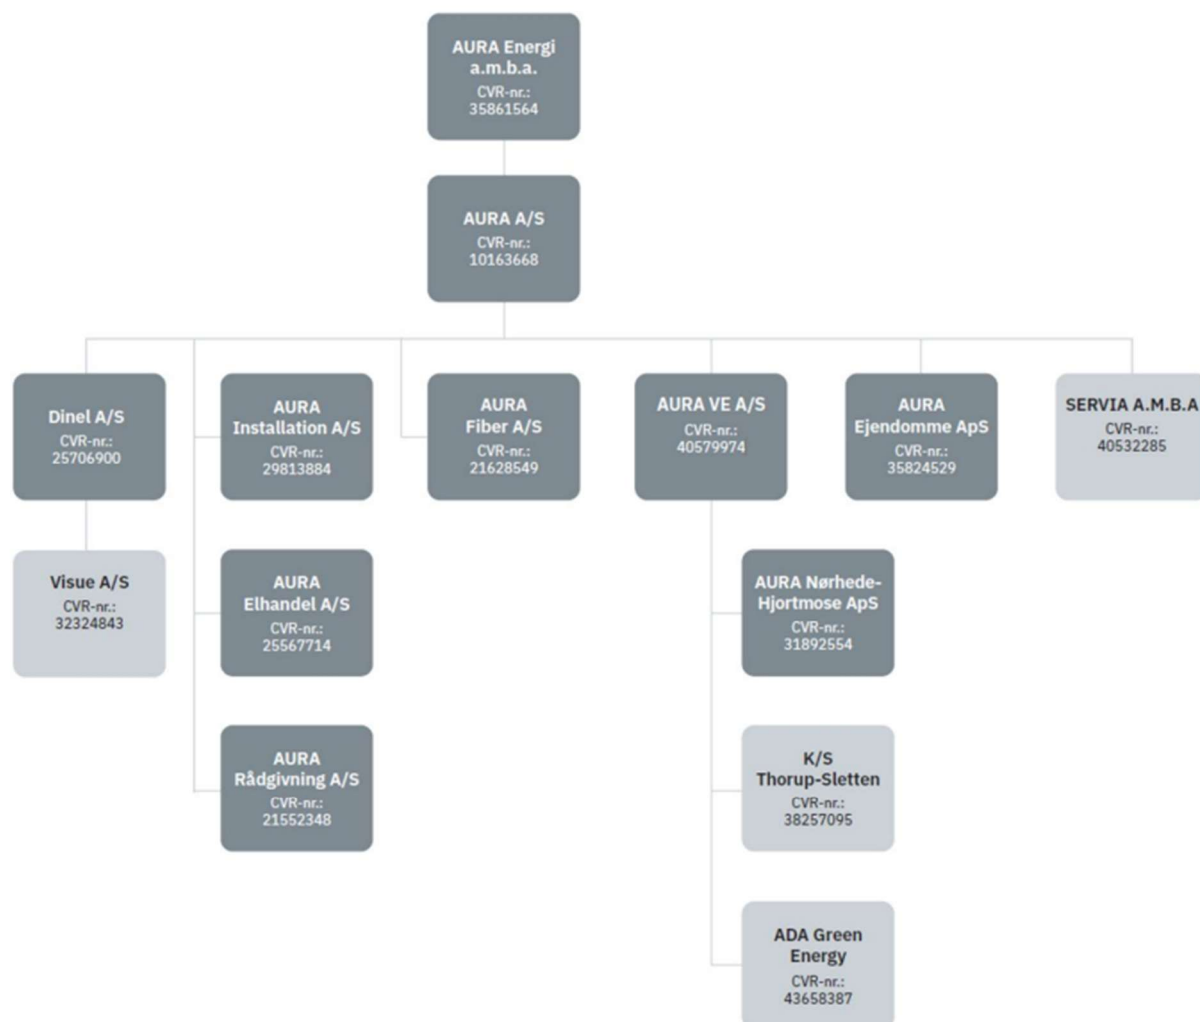 AURA Energi
a.m.b.a.
CVR-nr.:
35861564
AURA A/S
CVR-nr.:
10163668
Dinel A/S
CVR-nr.:
25706900
AURA
Installation A/S
CVR-nr.:
29813884
AURA
Fiber A/S
CVR-nr.:
21628549
AURA VE A/S
CVR-nr.:
40579974
AURA
Ejendomme ApS
CVR-nr.:
35824529
SERVIA A.M.B.A
CVR-nr.:
40532285
Visue A/S
CVR-nr.:
32324843
AURA
Elhandel A/S
CVR-nr.:
25567714
AURA Nørhede-
Hjortmose ApS
CVR-nr.:
31892554
AURA
Rådgivning A/S
CVR-nr.:
21552348
K/S
Thorup-Sletten
CVR-nr.:
38257095
ADA Green
Energy
CVR-nr.:
43658387